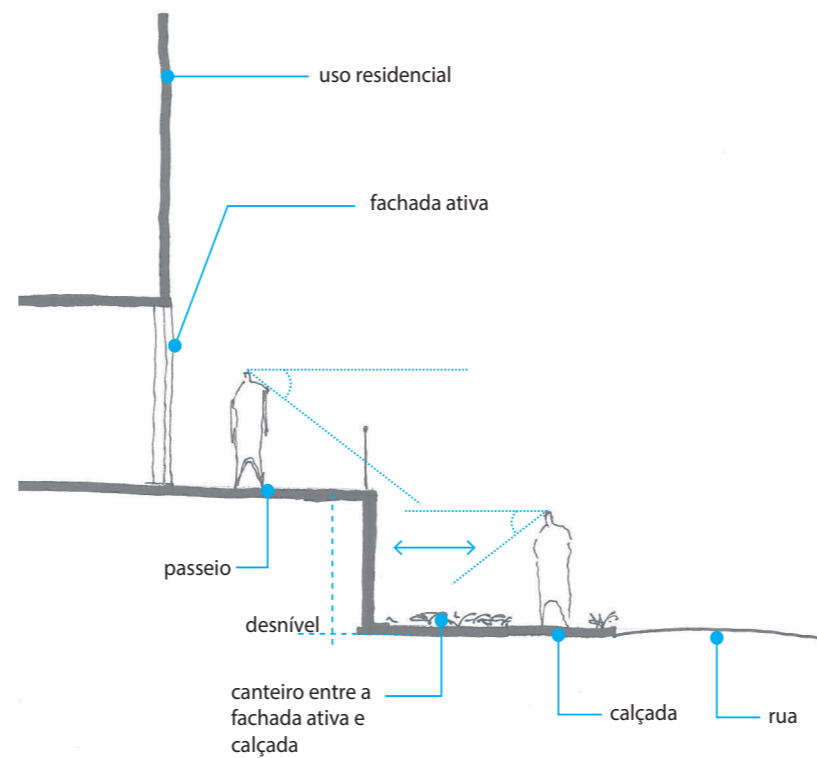 uso residencial
fachada ativa
passeio
desnível
canteiro entre a
fachada ativa e
calçada
calçada
rua